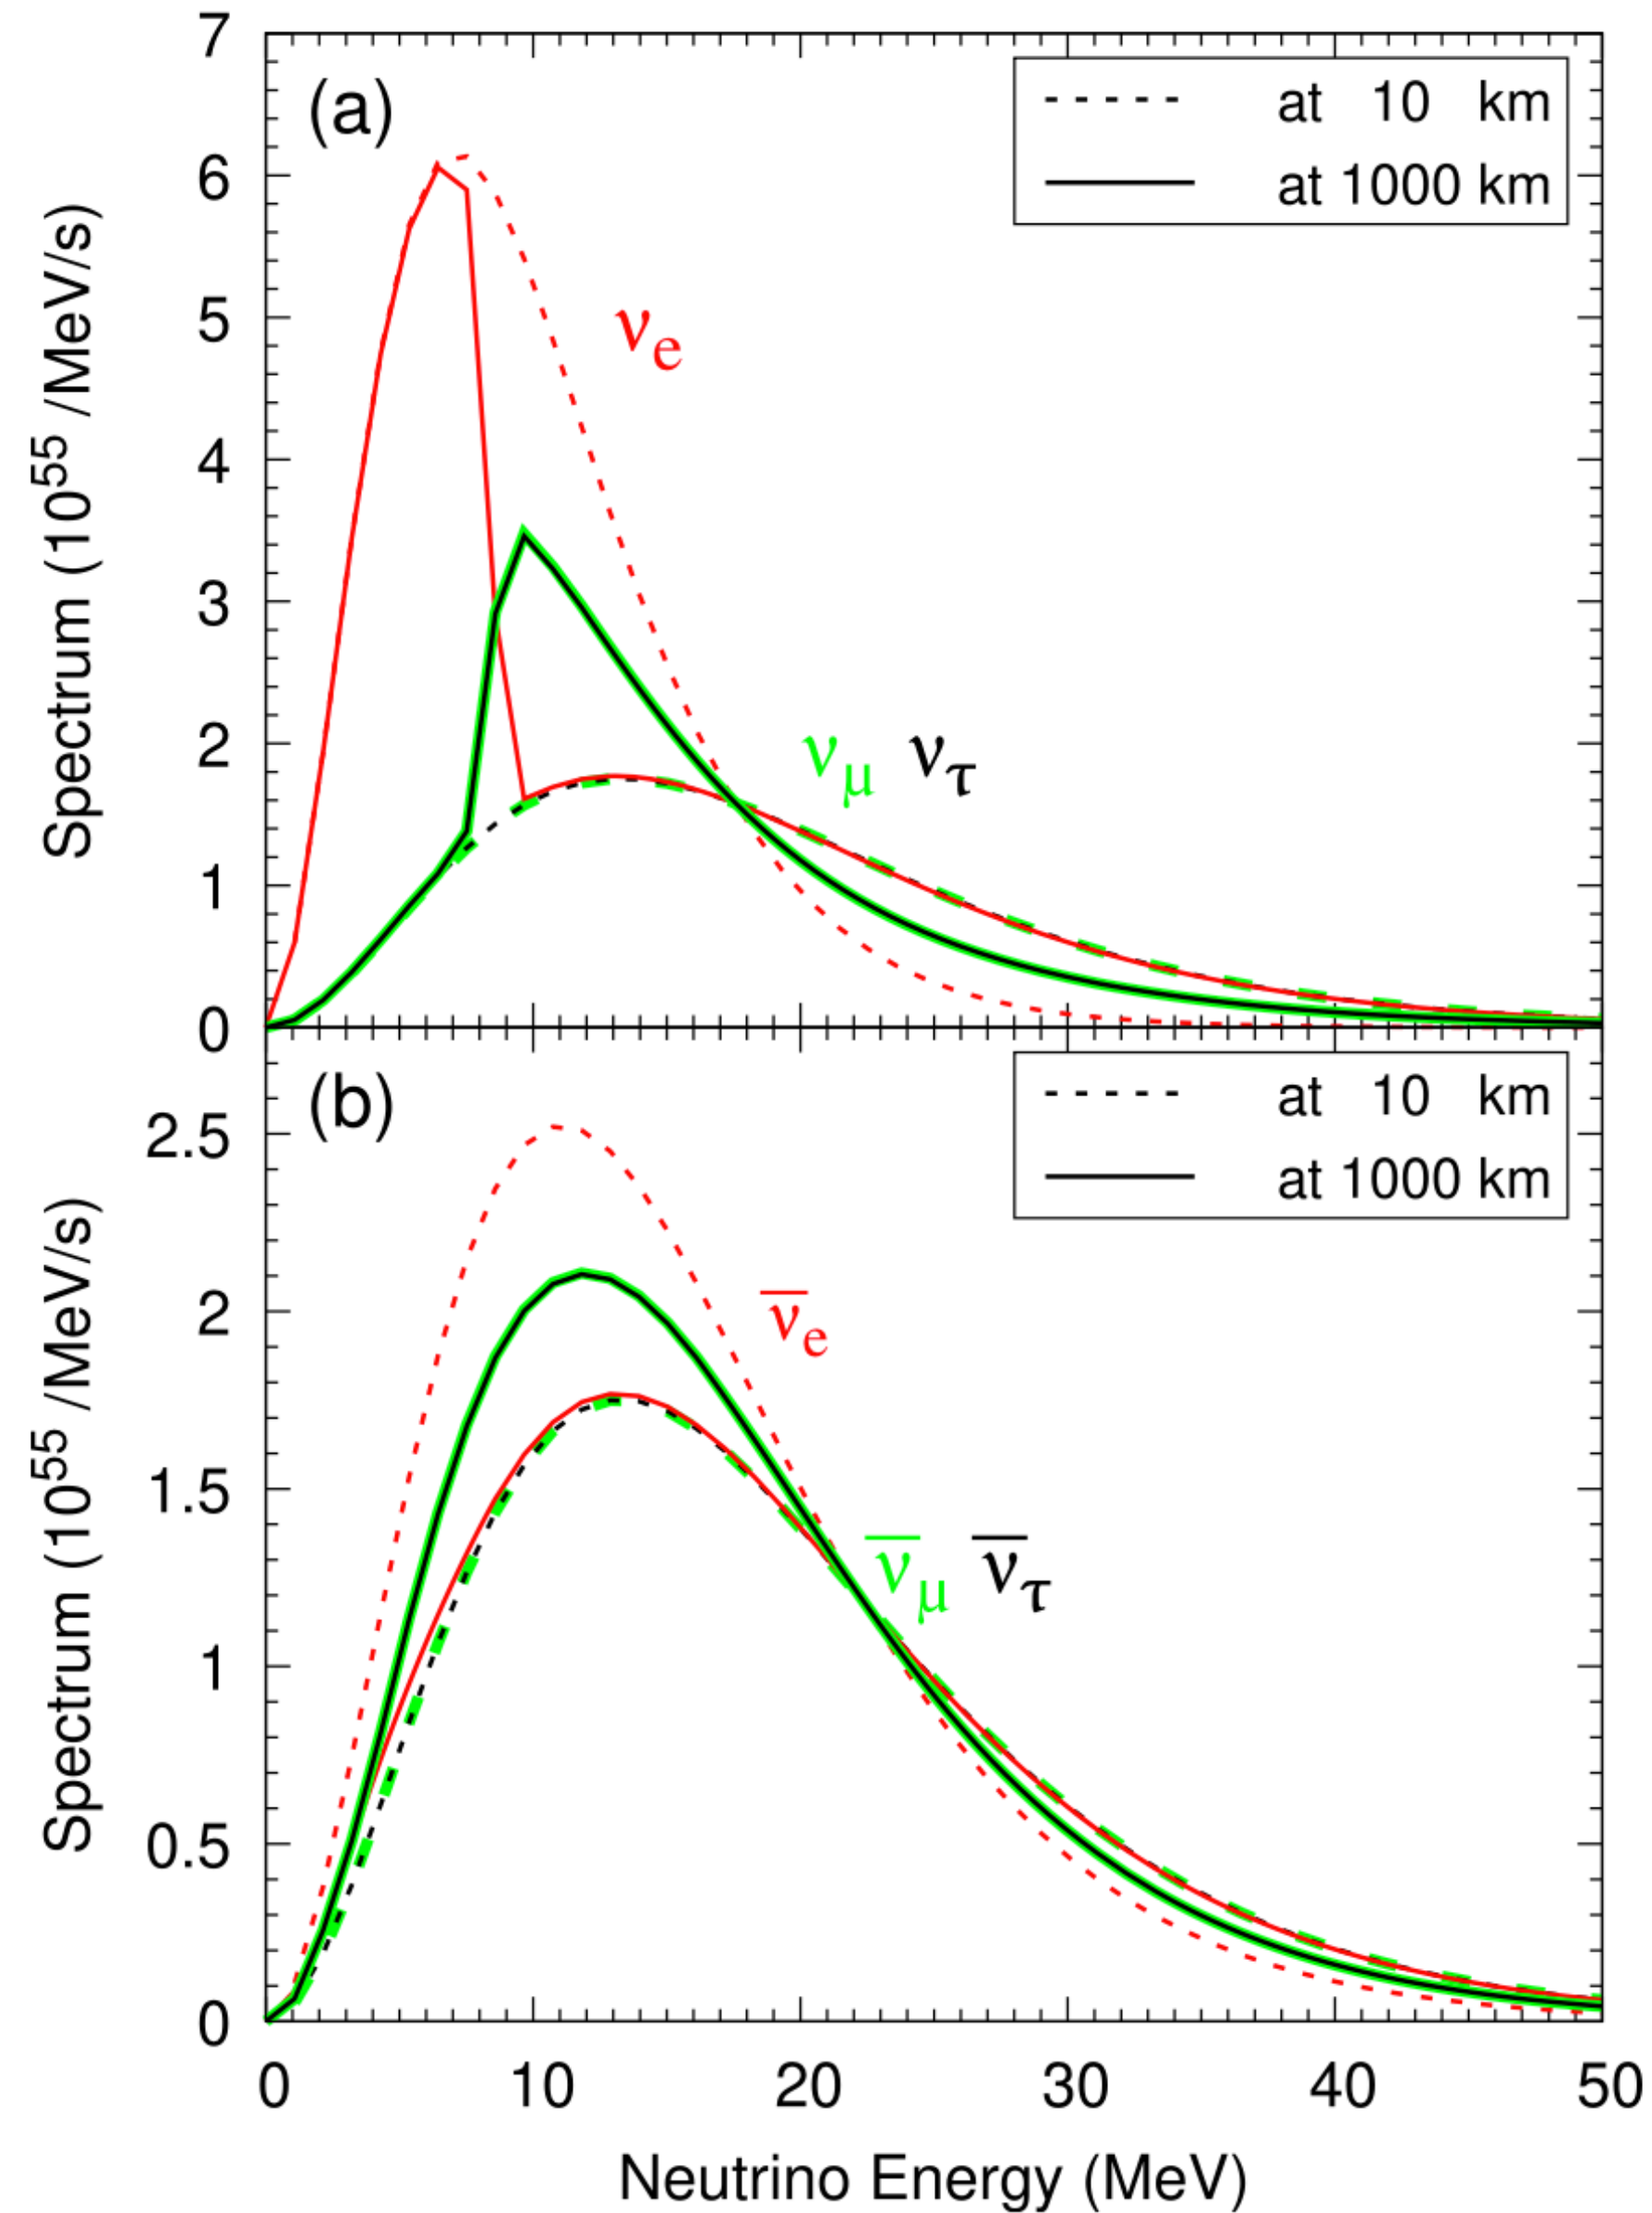 7
(a)
at 10 km
at 1000 km
6
5
4
3
2
1
0
Spectrum (10^55 /MeV/s)
νe
νμ ντ
(b)
at 10 km
at 1000 km
2.5
2
1.5
1
0.5
0
Spectrum (10^55 /MeV/s)
ν̅e
ν̅μ ν̅τ
0 10 20 30 40 50
Neutrino Energy (MeV)